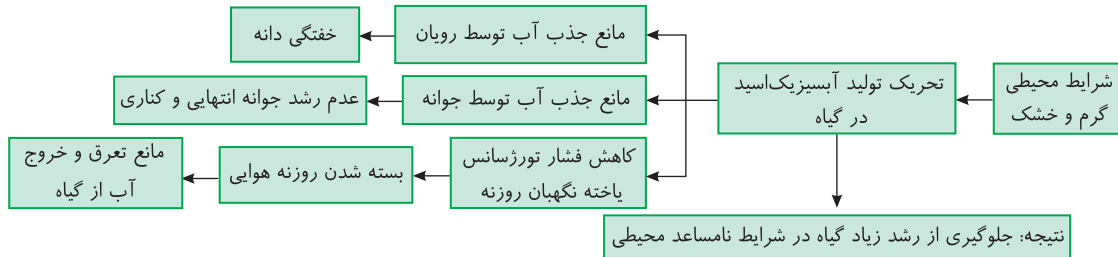 شرایط محیطی
گرم و خشک
تحریک تولید آبسیزیک‌اسید
در گیاه
مانع جذب آب توسط رویان
خفتگی دانه
مانع جذب آب توسط جوانه
عدم رشد جوانه انتهایی و کناری
کاهش فشار تورژسانس
یاخته نگهبان روزنه
بسته شدن روزنه هوایی
مانع تعرق و خروج
آب از گیاه
نتیجه: جلوگیری از رشد زیاد گیاه در شرایط نامساعد محیطی